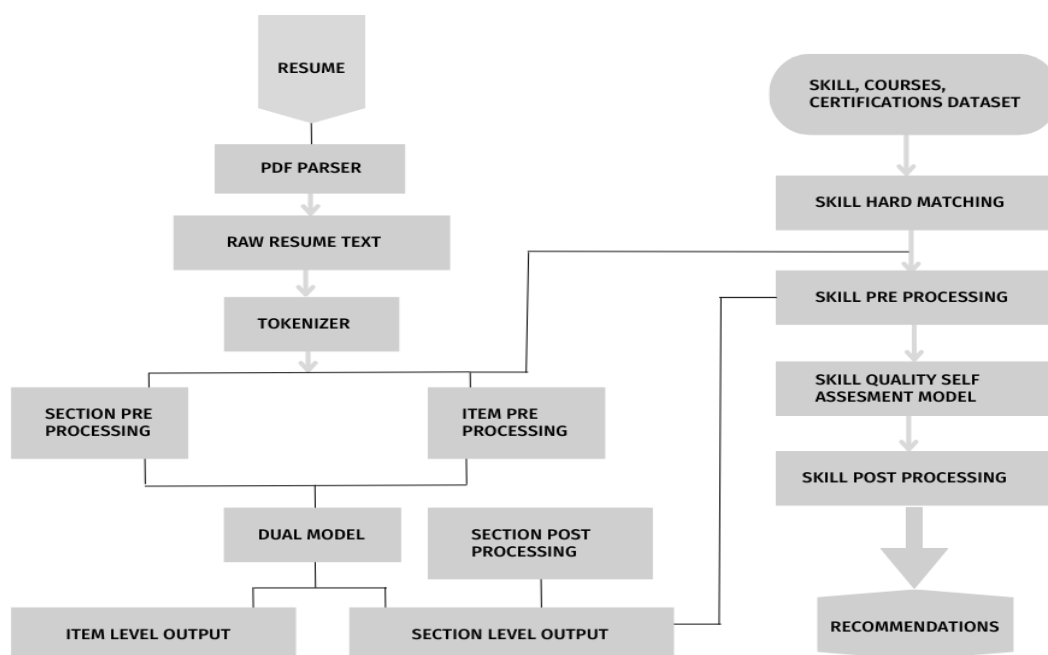 RESUME
PDF PARSER
RAW RESUME TEXT
TOKENIZER
SECTION PRE
PROCESSING
ITEM PRE
PROCESSING
DUAL MODEL
SECTION POST
PROCESSING
ITEM LEVEL OUTPUT
SECTION LEVEL OUTPUT
SKILL, COURSES,
CERTIFICATIONS DATASET
SKILL HARD MATCHING
SKILL PRE PROCESSING
SKILL QUALITY SELF
ASSESMENT MODEL
SKILL POST PROCESSING
RECOMMENDATIONS